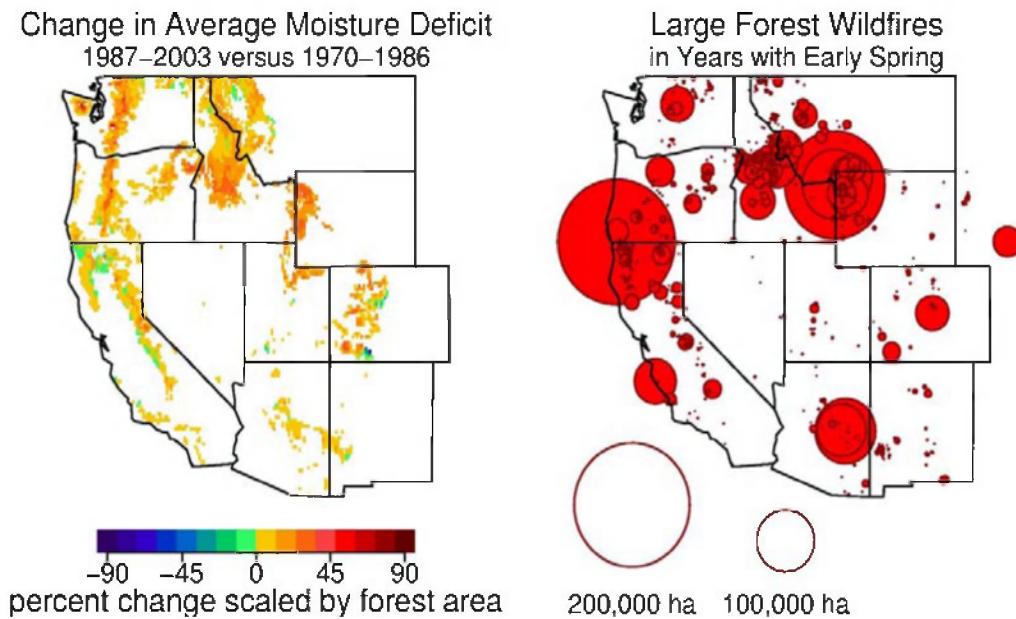 Change in Average Moisture Deficit
1987–2003 versus 1970–1986
−90 −45 0 45 90
percent change scaled by forest area
Large Forest Wildfires
in Years with Early Spring
200,000 ha 100,000 ha